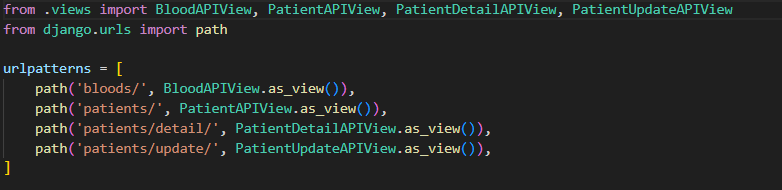 from .views import BloodAPIView, PatientAPIView, PatientDetailAPIView, PatientUpdateAPIView
from django.urls import path
urlpatterns = [
    path('bloods/', BloodAPIView.as_view()),
    path('patients/', PatientAPIView.as_view()),
    path('patients/detail/', PatientDetailAPIView.as_view()),
    path('patients/update/', PatientUpdateAPIView.as_view()),
]